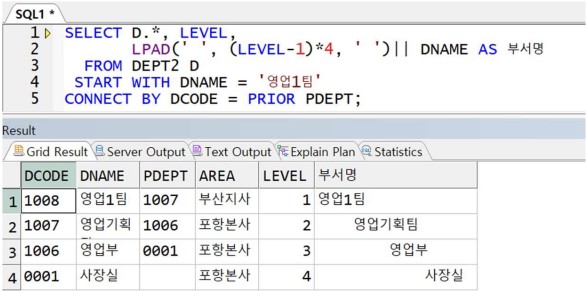 SQL1 *
1 SELECT D.*, LEVEL,
2 LPAD(' ', (LEVEL-1)*4, ' ')|| DNAME AS 부서명
3 FROM DEPT2 D
4 START WITH DNAME = '영업1팀'
5 CONNECT BY DCODE = PRIOR PDEPT;
Result
Grid Result Server Output Text Output Explain Plan Statistics
DCODE DNAME PDEPT AREA LEVEL 부서명
1 1008 영업1팀 1007 부산지사 1 영업1팀
2 1007 영업기획 1006 포항본사 2 영업기획팀
3 1006 영업부 0001 포항본사 3 영업부
4 0001 사장실 포항본사 4 사장실